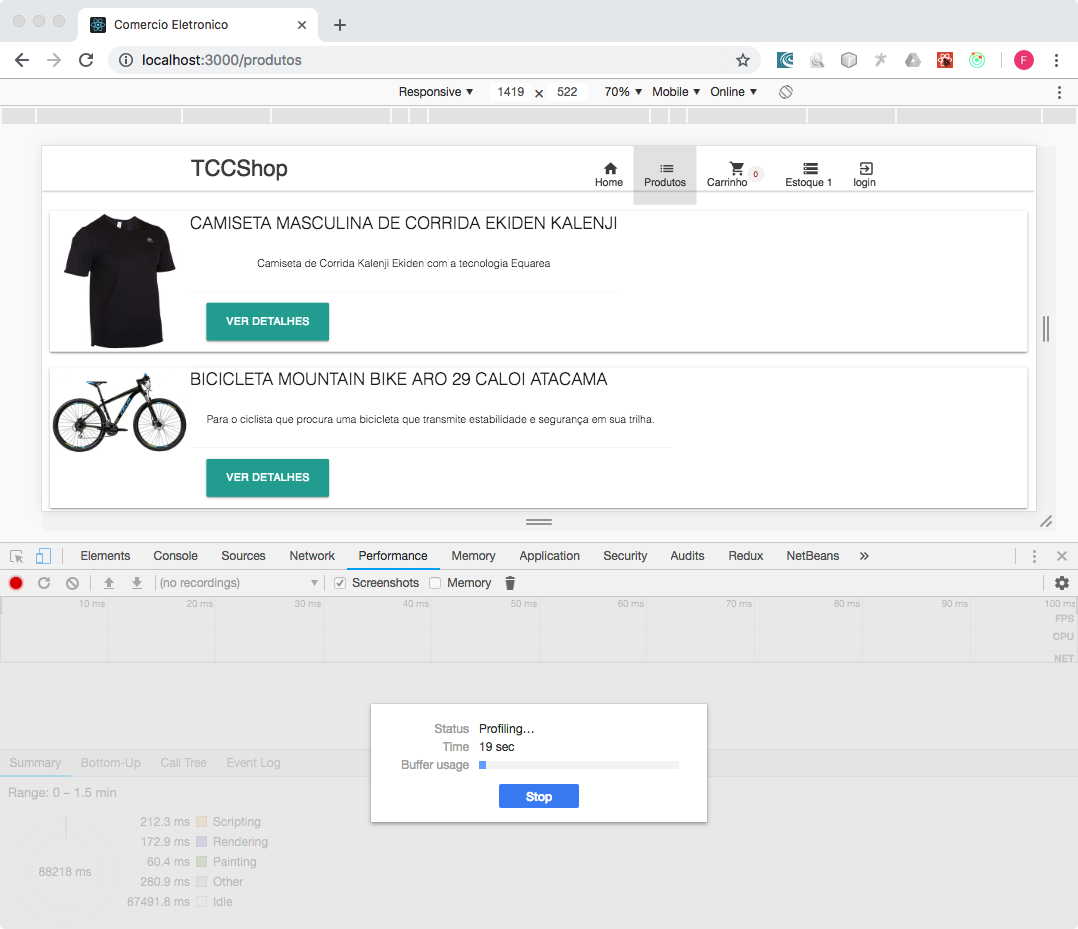 Comercio Eletronico
localhost:3000/produtos
F
Responsive 1419 x 522 70% Mobile Online
TCCShop
Home Produtos Carrinho 0 Estoque 1 login
CAMISETA MASCULINA DE CORRIDA EKIDEN KALENJI
Camiseta de Corrida Kalenji Ekiden com a tecnologia Equarea
VER DETALHES
BICICLETA MOUNTAIN BIKE ARO 29 CALOI ATACAMA
Para o ciclista que procura uma bicicleta que transmite estabilidade e segurança em sua trilha.
VER DETALHES
Elements Console Sources Network Performance Memory Application Security Audits Redux NetBeans »
(no recordings) Screenshots Memory
10 ms 20 ms 30 ms 40 ms 50 ms 60 ms 70 ms 80 ms 90 ms 100 ms
FPS
CPU
NET
Status Profiling…
Time 19 sec
Buffer usage
Stop
Summary Bottom-Up Call Tree Event Log
Range: 0 – 1.5 min
212.3 ms Scripting
172.9 ms Rendering
60.4 ms Painting
88218 ms
280.9 ms Other
87491.8 ms Idle